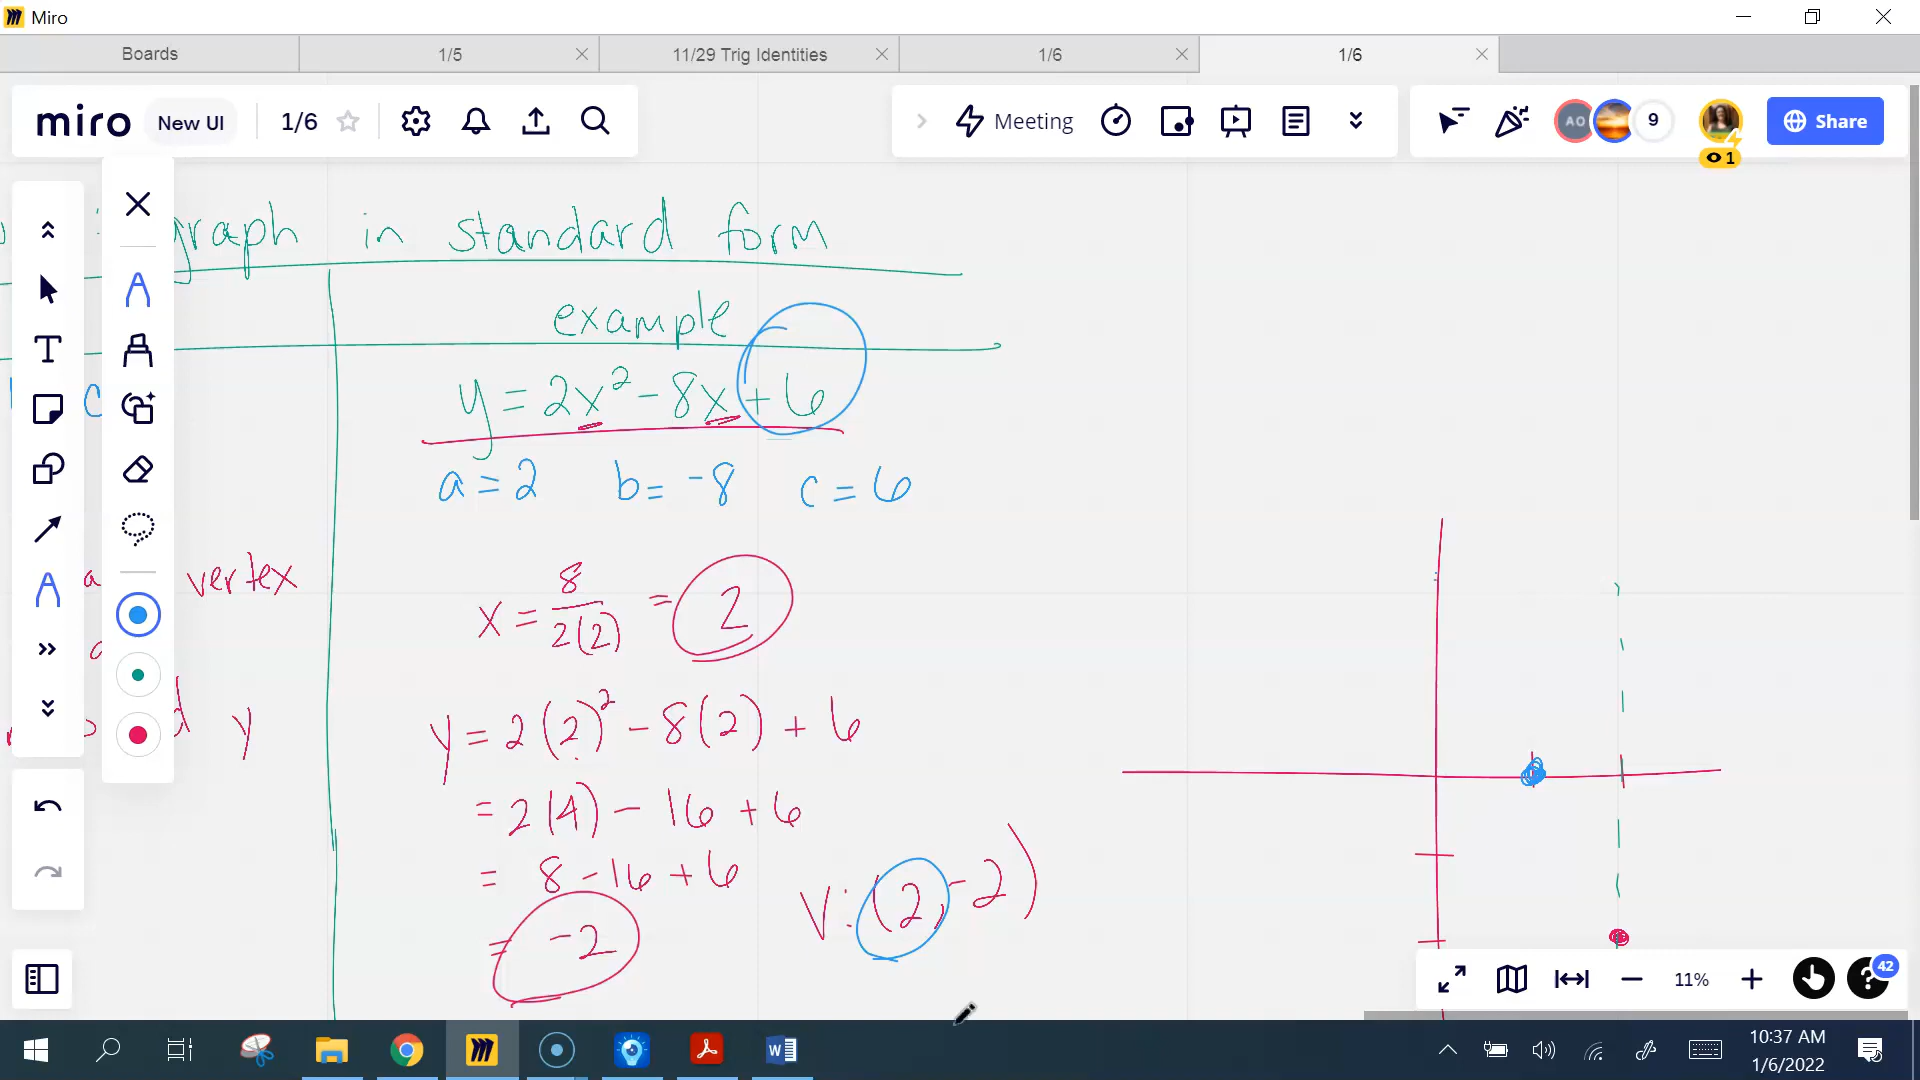 Miro
Boards
1/5
11/29 Trig Identities
1/6
1/6
miro
New UI
1/6
Meeting
AO
9
Share
1
graph in standard form
example
y = 2x² - 8x + 6
c
a = 2 b = -8 c = 6
vertex
x = 8/2(2) = 2
y
y = 2(2)² - 8(2) + 6
= 2(4) - 16 + 6
= 8 - 16 + 6
= -2
V: (2, -2)
11%
42
10:37 AM
1/6/2022